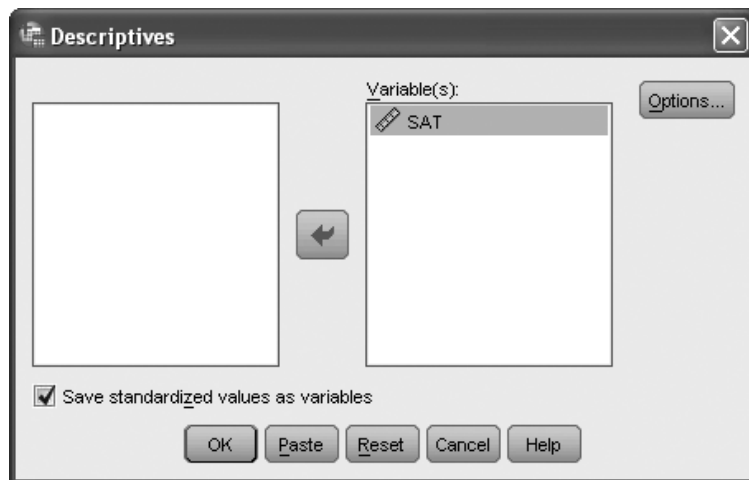 Descriptives
Variable(s):
SAT
Options...
Save standardized values as variables
OK
Paste
Reset
Cancel
Help